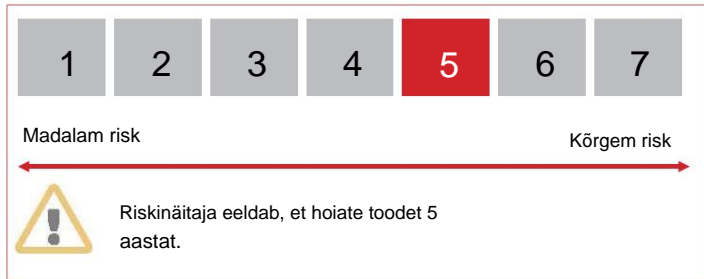 1 2 3 4 5 6 7
Madalam risk Kõrgem risk
Riskinäitaja eeldab, et hoiate toodet 5
aastat.